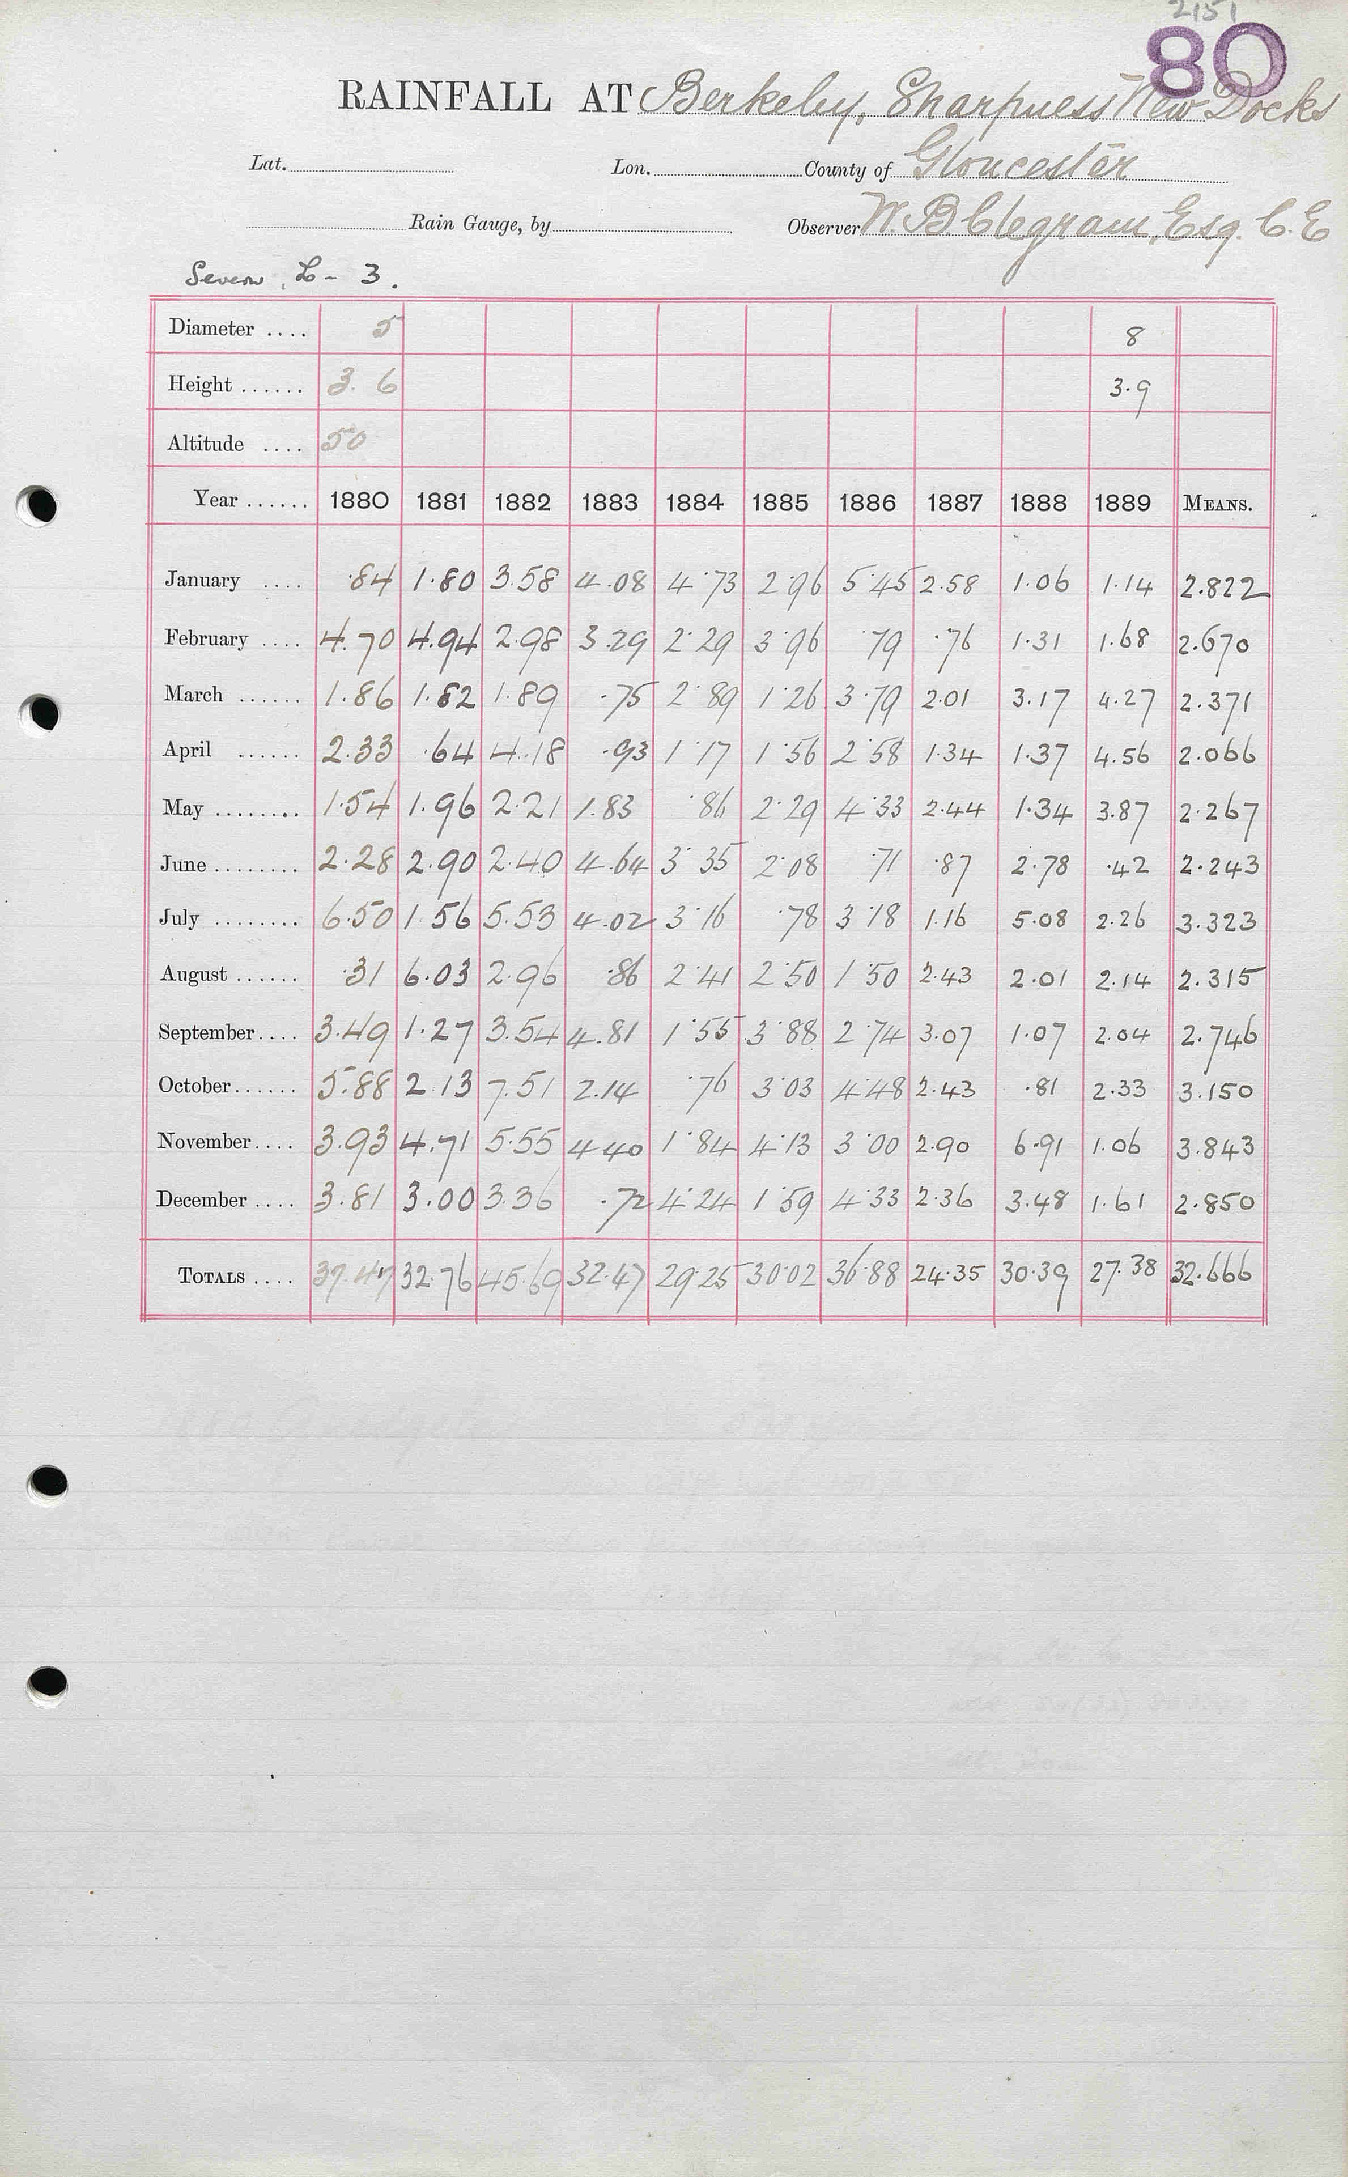 2151
80
RAINFALL AT Berkeley, Sharpness New Docks
Lat. Lon. County of Gloucester
Rain Gauge, by Observer W. B. Clegram, Esq. C. E
Severn, L - 3.
Diameter .... 5 8
Height ...... 3. 6 3.9
Altitude .... 50
Year ...... 1880 1881 1882 1883 1884 1885 1886 1887 1888 1889 MEANS.
January .... .84 1.80 3.58 4.08 4.73 2.96 5.45 2.58 1.06 1.14 2.822
February .... 4.70 4.94 2.98 3.29 2.29 3.96 .79 .76 1.31 1.68 2.670
March ...... 1.86 1.82 1.89 .75 2.89 1.26 3.79 2.01 3.17 4.27 2.371
April ...... 2.33 .64 4.18 .93 1.17 1.56 2.58 1.34 1.37 4.56 2.066
May ........ 1.54 1.96 2.21 1.83 .86 2.29 4.33 2.44 1.34 3.87 2.267
June ........ 2.28 2.90 2.40 4.64 3.35 2.08 .71 .87 2.78 .42 2.243
July ........ 6.50 1.56 5.53 4.02 3.16 .78 3.18 1.16 5.08 2.26 3.323
August ...... .31 6.03 2.96 .86 2.41 2.50 1.50 2.43 2.01 2.14 2.315
September .... 3.49 1.27 3.54 4.81 1.55 3.88 2.74 3.07 1.07 2.04 2.746
October ...... 5.88 2.13 7.51 2.14 .76 3.03 4.48 2.43 .81 2.33 3.150
November .... 3.93 4.71 5.55 4.40 1.84 4.13 3.00 2.90 6.91 1.06 3.843
December .... 3.81 3.00 3.36 .72 4.24 1.59 4.33 2.36 3.48 1.61 2.850
TOTALS .... 37.47 32.76 45.69 32.47 29.25 30.02 36.88 24.35 30.39 27.38 32.666